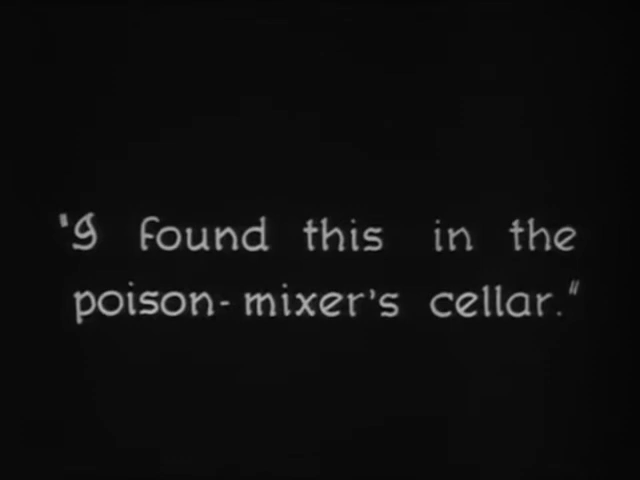 "I found this in the
poison-mixer's cellar."